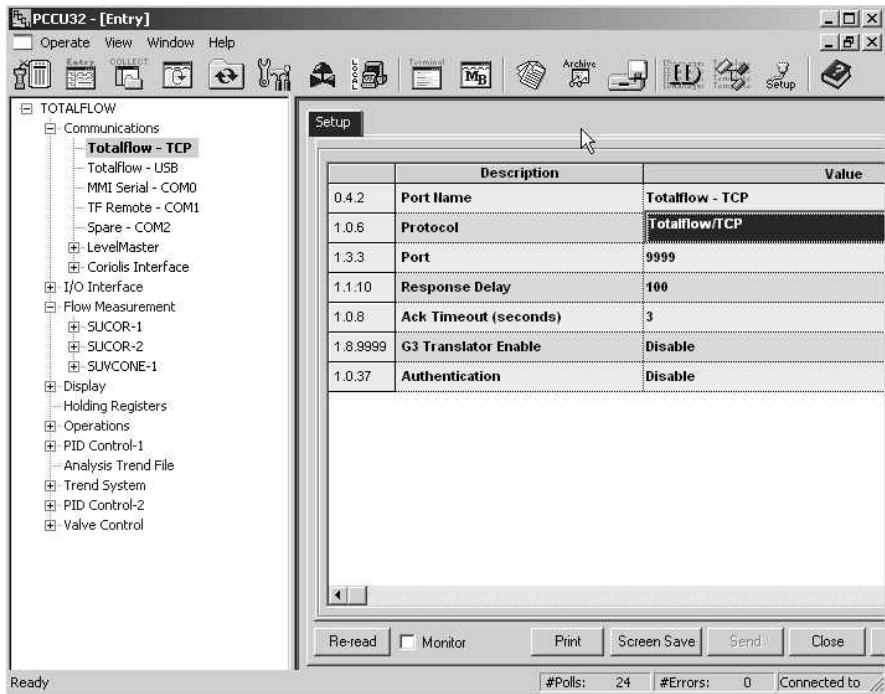 PCCU32 - [Entry]
Operate View Window Help
Entry
COLLECT
LOCAL
Terminal
MB
Archive
Setup
TOTALFLOW
Communications
Totalflow - TCP
Totalflow - USB
MMI Serial - COM0
TF Remote - COM1
Spare - COM2
LevelMaster
Coriolis Interface
I/O Interface
Flow Measurement
SUCOR-1
SUCOR-2
SUVCONE-1
Display
Holding Registers
Operations
PID Control-1
Analysis Trend File
Trend System
PID Control-2
Valve Control
Setup
Description Value
0.4.2 Port Name Totalflow - TCP
1.0.6 Protocol Totalflow/TCP
1.3.3 Port 9999
1.1.10 Response Delay 100
1.0.8 Ack Timeout (seconds) 3
1.8.9999 G3 Translator Enable Disable
1.0.37 Authentication Disable
Re-read Monitor Print Screen Save Send Close
Ready #Polls: 24 #Errors: 0 Connected to